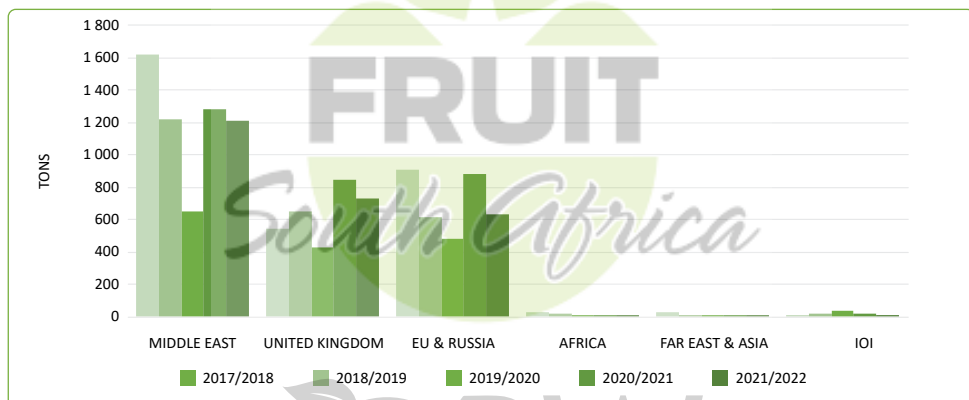 1 800
1 600
1 400
1 200
1 000
800
600
400
200
0
TONS
FRUIT
South Africa
MIDDLE EAST UNITED KINGDOM EU & RUSSIA AFRICA FAR EAST & ASIA IOI
2017/2018 2018/2019 2019/2020 2020/2021 2021/2022